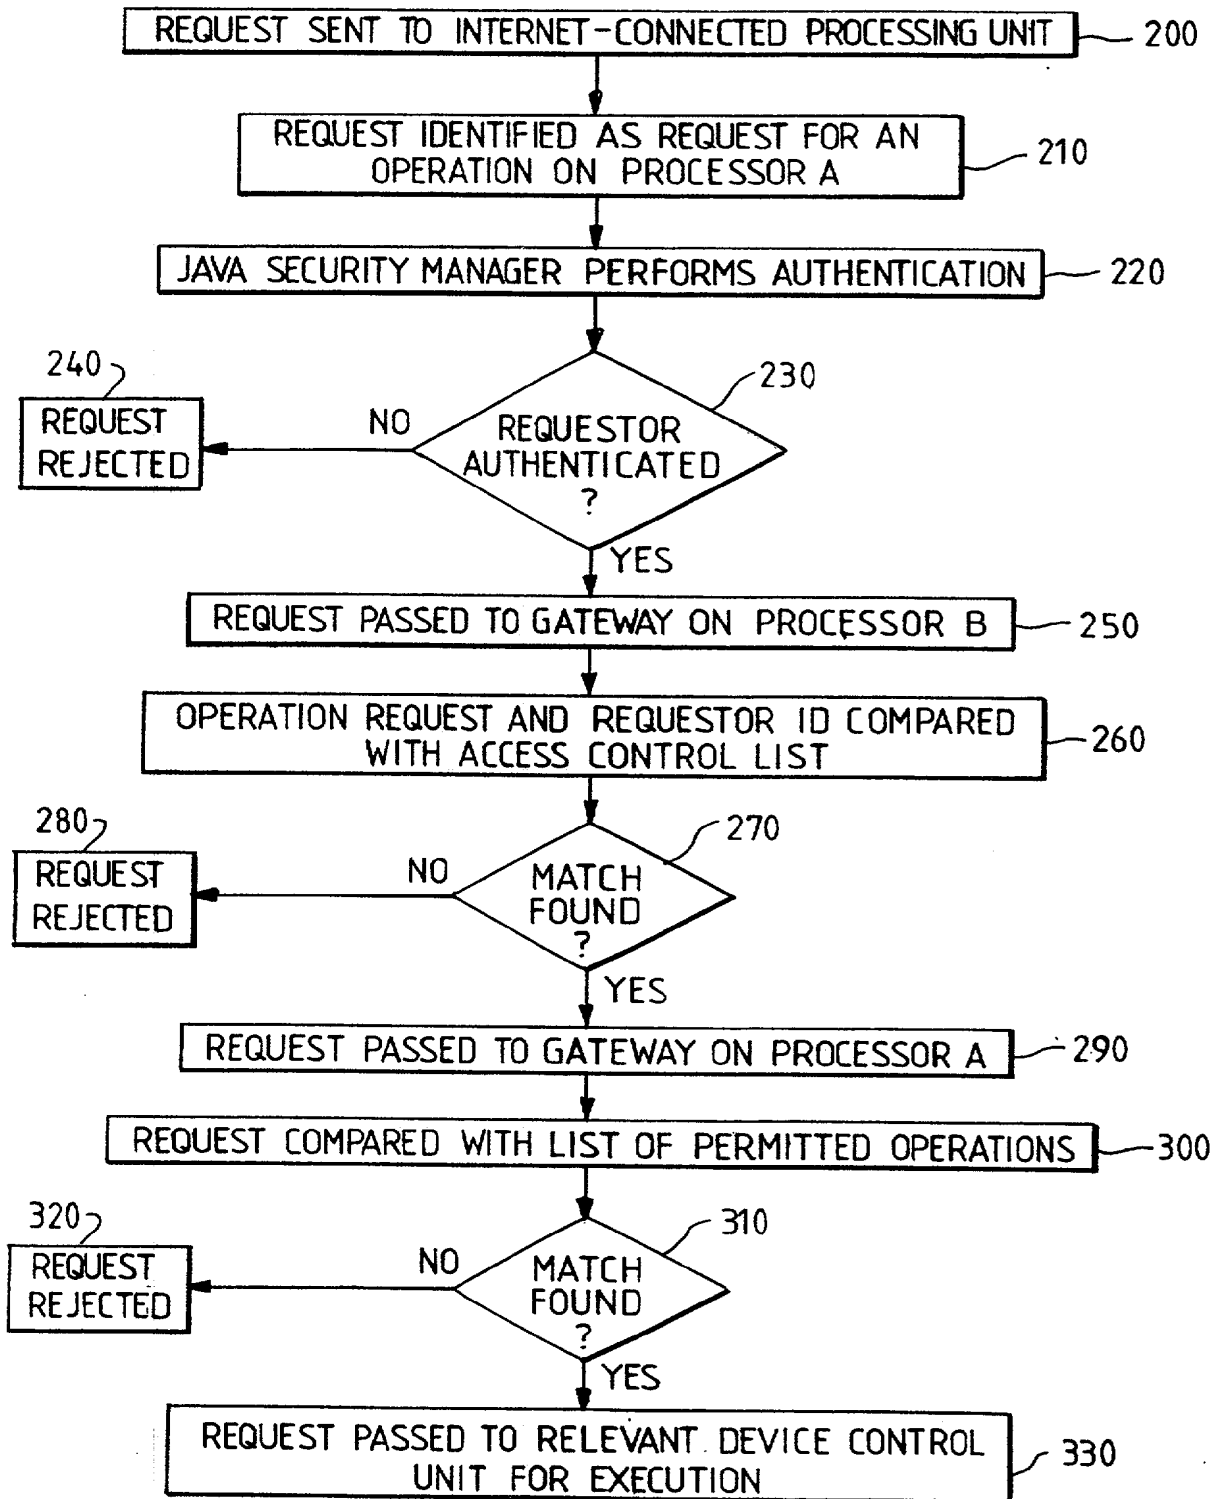 REQUEST SENT TO INTERNET-CONNECTED PROCESSING UNIT
200
REQUEST IDENTIFIED AS REQUEST FOR AN
OPERATION ON PROCESSOR A
210
JAVA SECURITY MANAGER PERFORMS AUTHENTICATION
220
230
REQUESTOR
AUTHENTICATED
?
NO
240
REQUEST
REJECTED
YES
REQUEST PASSED TO GATEWAY ON PROCESSOR B
250
OPERATION REQUEST AND REQUESTOR ID COMPARED
WITH ACCESS CONTROL LIST
260
270
MATCH
FOUND
?
NO
280
REQUEST
REJECTED
YES
REQUEST PASSED TO GATEWAY ON PROCESSOR A
290
REQUEST COMPARED WITH LIST OF PERMITTED OPERATIONS
300
310
MATCH
FOUND
?
NO
320
REQUEST
REJECTED
YES
REQUEST PASSED TO RELEVANT DEVICE CONTROL
UNIT FOR EXECUTION
330